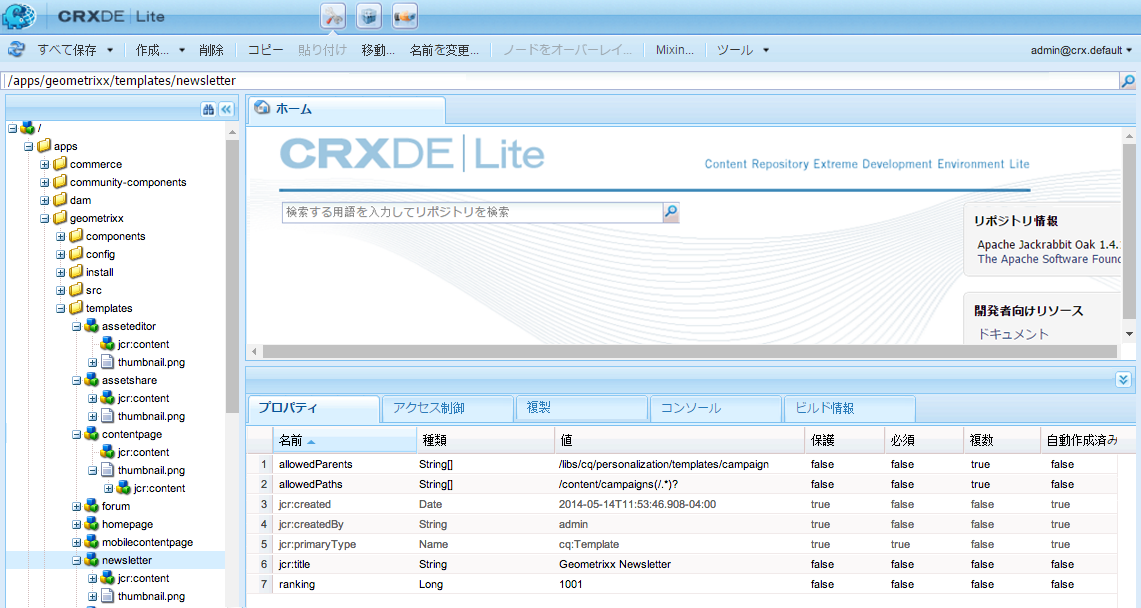 CRXDE | Lite
すべて保存 作成... 削除 コピー 貼り付け 移動... 名前を変更... ノードをオーバーレイ... Mixin... ツール admin@crx.default
/apps/geometrixx/templates/newsletter
/
apps
commerce
community-components
dam
geometrixx
components
config
install
src
templates
asseteditor
jcr:content
thumbnail.png
assetshare
jcr:content
thumbnail.png
contentpage
jcr:content
thumbnail.png
jcr:content
forum
homepage
mobilecontentpage
newsletter
jcr:content
thumbnail.png
ホーム
CRXDE | Lite
Content Repository Extreme Development Environment Lite
検索する用語を入力してリポジトリを検索
リポジトリ情報
Apache Jackrabbit Oak 1.4.
The Apache Software Foun
開発者向けリソース
ドキュメント
プロパティ アクセス制御 複製 コンソール ビルド情報
名前 種類 値 保護 必須 複数 自動作成済み
1 allowedParents String[] /libs/cq/personalization/templates/campaign false false true false
2 allowedPaths String[] /content/campaigns(/.*)? false false true false
3 jcr:created Date 2014-05-14T11:53:46.908-04:00 true false false true
4 jcr:createdBy String admin true false false true
5 jcr:primaryType Name cq:Template true true false true
6 jcr:title String Geometrixx Newsletter false false false false
7 ranking Long 1001 false false false false